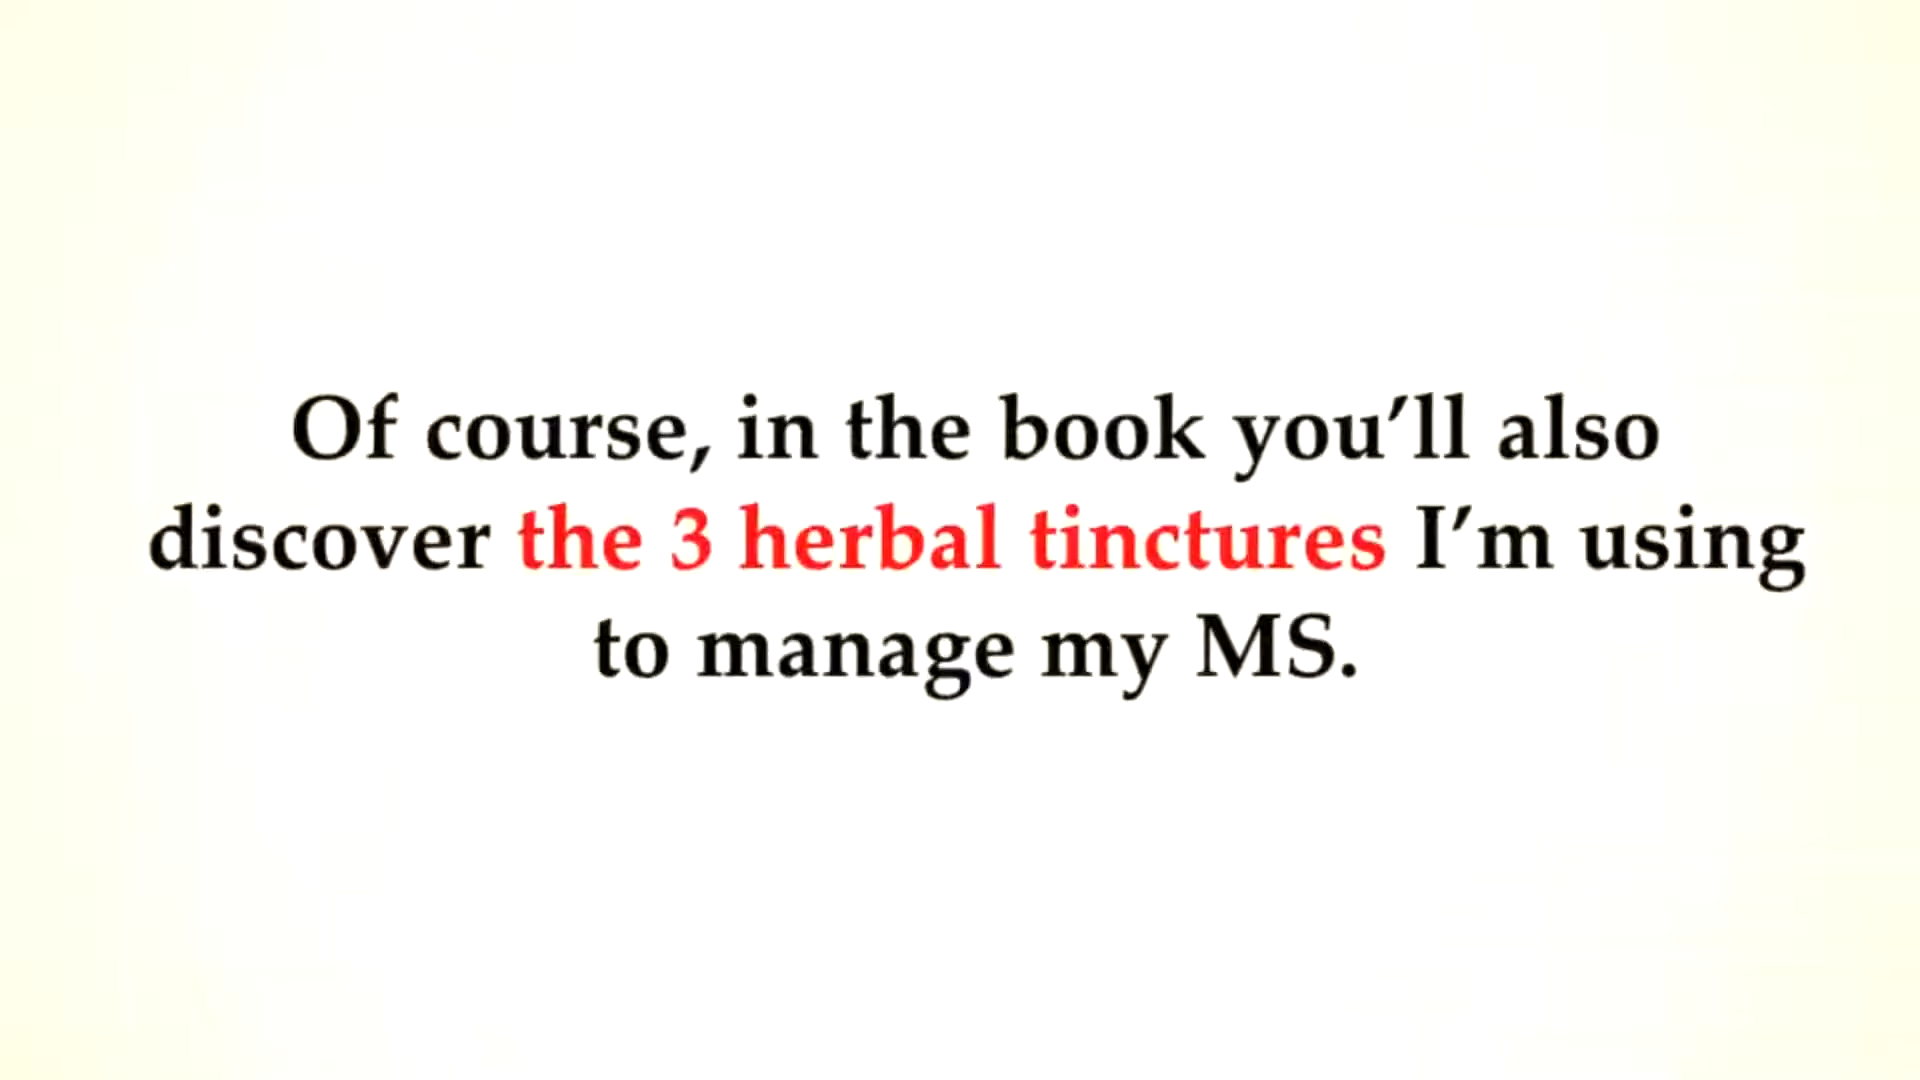 Of course, in the book you’ll also
discover the 3 herbal tinctures I’m using
to manage my MS.